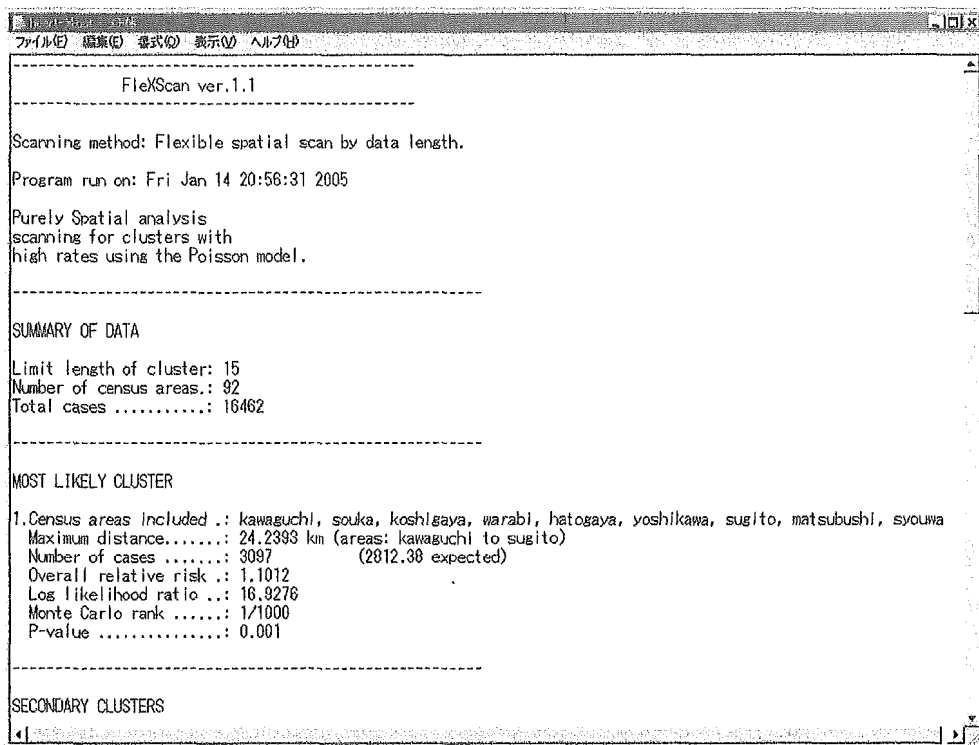 ファイル(F) 編集(E) 書式(O) 表示(V) ヘルプ(H)
------------------------------------------------
FleXScan ver.1.1
------------------------------------------------
Scanning method: Flexible spatial scan by data length.
Program run on: Fri Jan 14 20:56:31 2005
Purely Spatial analysis
scanning for clusters with
high rates using the Poisson model.
--------------------------------------------------------
SUMMARY OF DATA
Limit length of cluster: 15
Number of census areas.: 92
Total cases ...........: 16462
--------------------------------------------------------
MOST LIKELY CLUSTER
1.Census areas included .: kawaguchi, souka, koshigaya, warabi, hatogaya, yoshikawa, sugito, matsubushi, syouwa
Maximum distance.......: 24.2393 km (areas: kawaguchi to sugito)
Number of cases .......: 3097 (2812.38 expected)
Overall relative risk .: 1.1012
Log likelihood ratio ..: 16.9276
Monte Carlo rank ......: 1/1000
P-value ...............: 0.001
--------------------------------------------------------
SECONDARY CLUSTERS